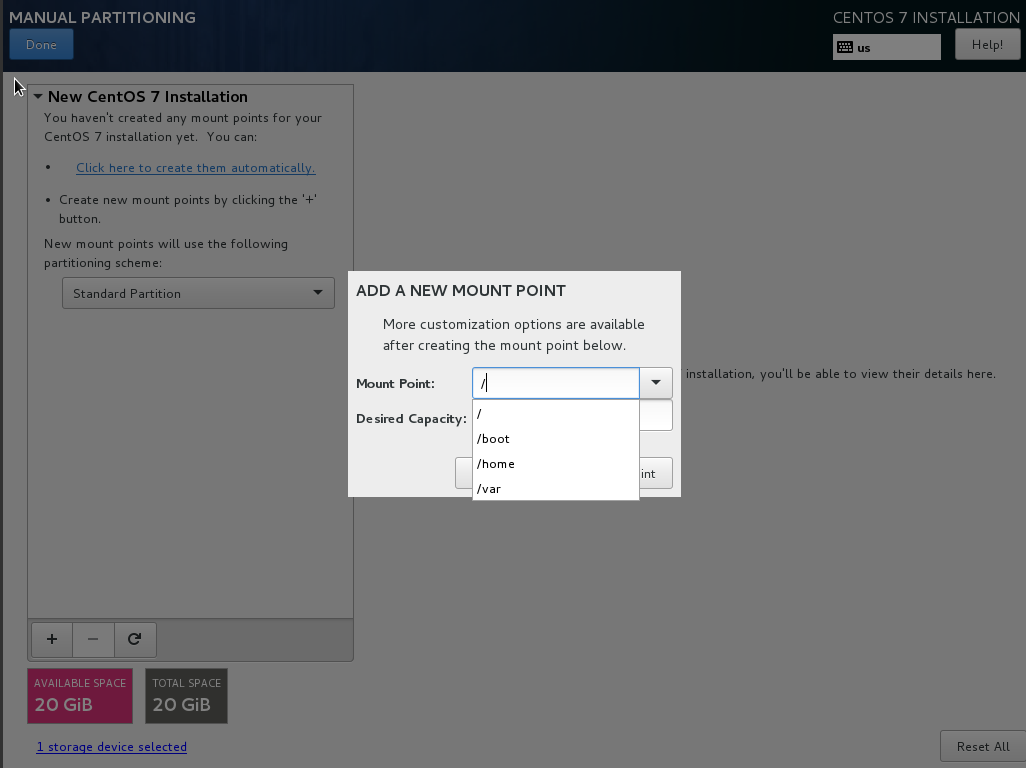 MANUAL PARTITIONING
CENTOS 7 INSTALLATION
Done
us
Help!
New CentOS 7 Installation
You haven't created any mount points for your
CentOS 7 installation yet. You can:
• Click here to create them automatically.
• Create new mount points by clicking the '+'
button.
New mount points will use the following
partitioning scheme:
Standard Partition
ADD A NEW MOUNT POINT
More customization options are available
after creating the mount point below.
Mount Point:
/
Desired Capacity:
/
/boot
/home
/var
int
installation, you'll be able to view their details here.
+
−
AVAILABLE SPACE
20 GiB
TOTAL SPACE
20 GiB
1 storage device selected
Reset All